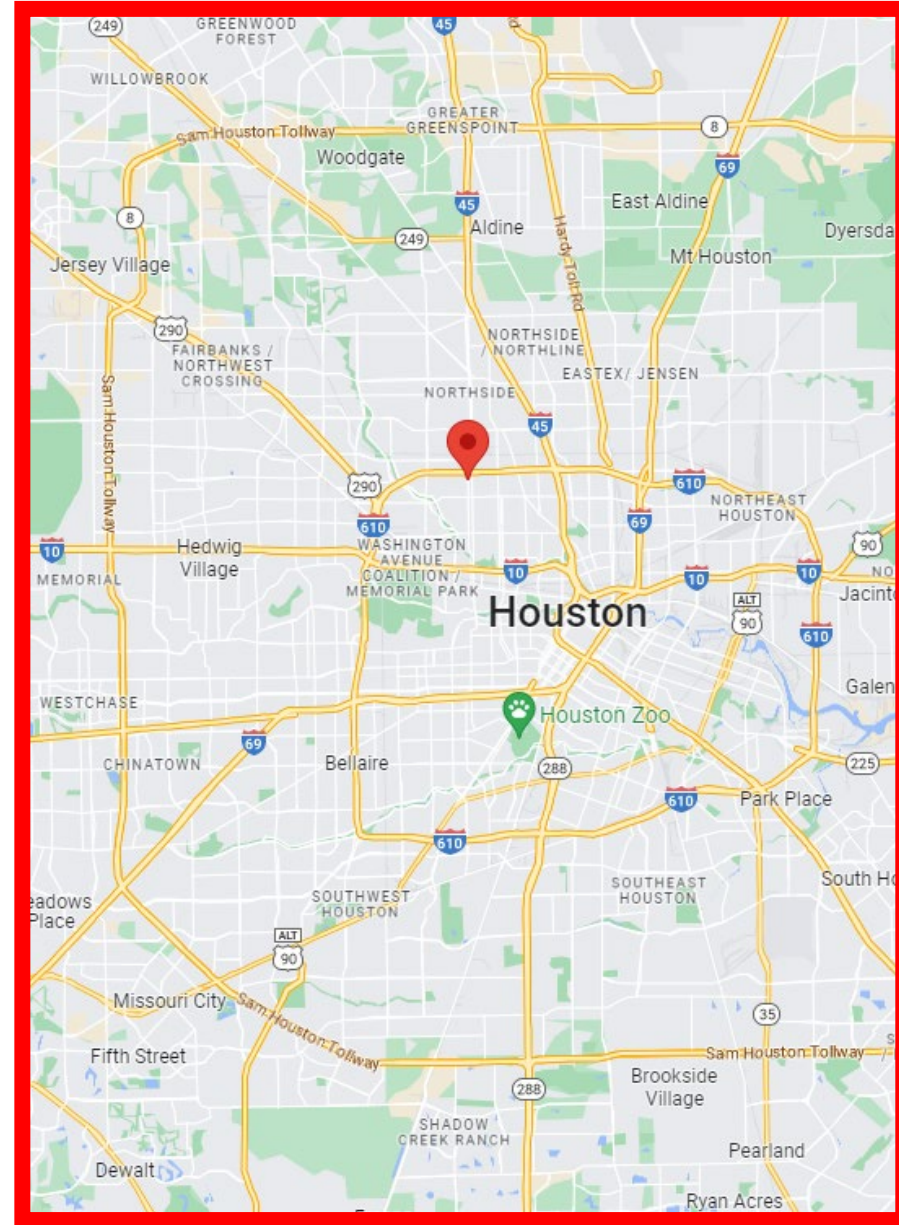 249
GREENWOOD
FOREST
45
WILLOWBROOK
GREATER
GREENSPOINT
Sam Houston Tollway
8
Woodgate
69
45
East Aldine
8
249
Aldine
Hardy Toll Rd
Dyersda
Jersey Village
Mt Houston
290
NORTHSIDE
/ NORTHLINE
FAIRBANKS /
NORTHWEST
CROSSING
EASTEX/ JENSEN
Sam Houston Tollway
NORTHSIDE
45
290
610
NORTHEAST
HOUSTON
610
69
10
Hedwig
Village
WASHINGTON
AVENUE
COALITION /
MEMORIAL PARK
90
MEMORIAL
10
10
10
NO
Jacint
Houston
ALT
90
610
WESTCHASE
Galen
Houston Zoo
69
CHINATOWN
Bellaire
288
225
610
Park Place
610
SOUTHWEST
HOUSTON
SOUTHEAST
HOUSTON
South Ho
eadows
Place
ALT
90
Missouri City
Sam Houston Tollway
35
Fifth Street
Sam Houston Tollway
Brookside
Village
288
SHADOW
CREEK RANCH
Pearland
Dewalt
Ryan Acres